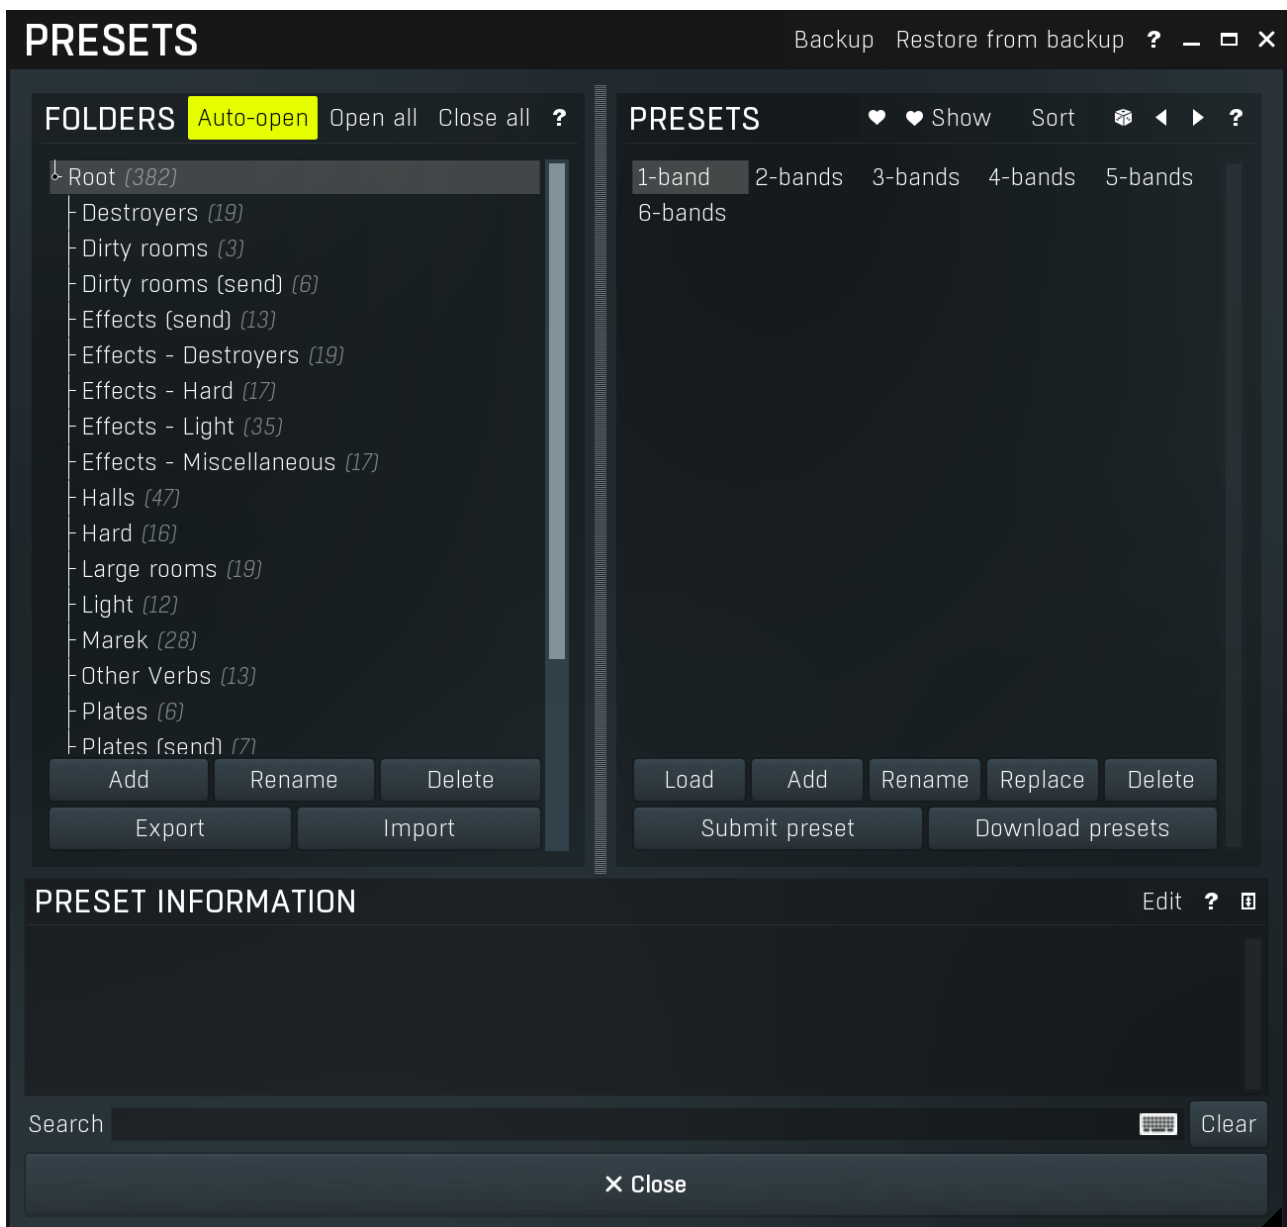 PRESETS Backup Restore from backup ?
FOLDERS Auto-open Open all Close all ?
Root (382)
Destroyers (19)
Dirty rooms (3)
Dirty rooms (send) (6)
Effects (send) (13)
Effects - Destroyers (19)
Effects - Hard (17)
Effects - Light (35)
Effects - Miscellaneous (17)
Halls (47)
Hard (16)
Large rooms (19)
Light (12)
Marek (28)
Other Verbs (13)
Plates (6)
Plates (send) (7)
Add Rename Delete
Export Import
PRESETS Show Sort ?
1-band 2-bands 3-bands 4-bands 5-bands
6-bands
Load Add Rename Replace Delete
Submit preset Download presets
PRESET INFORMATION Edit ?
Search Clear
Close